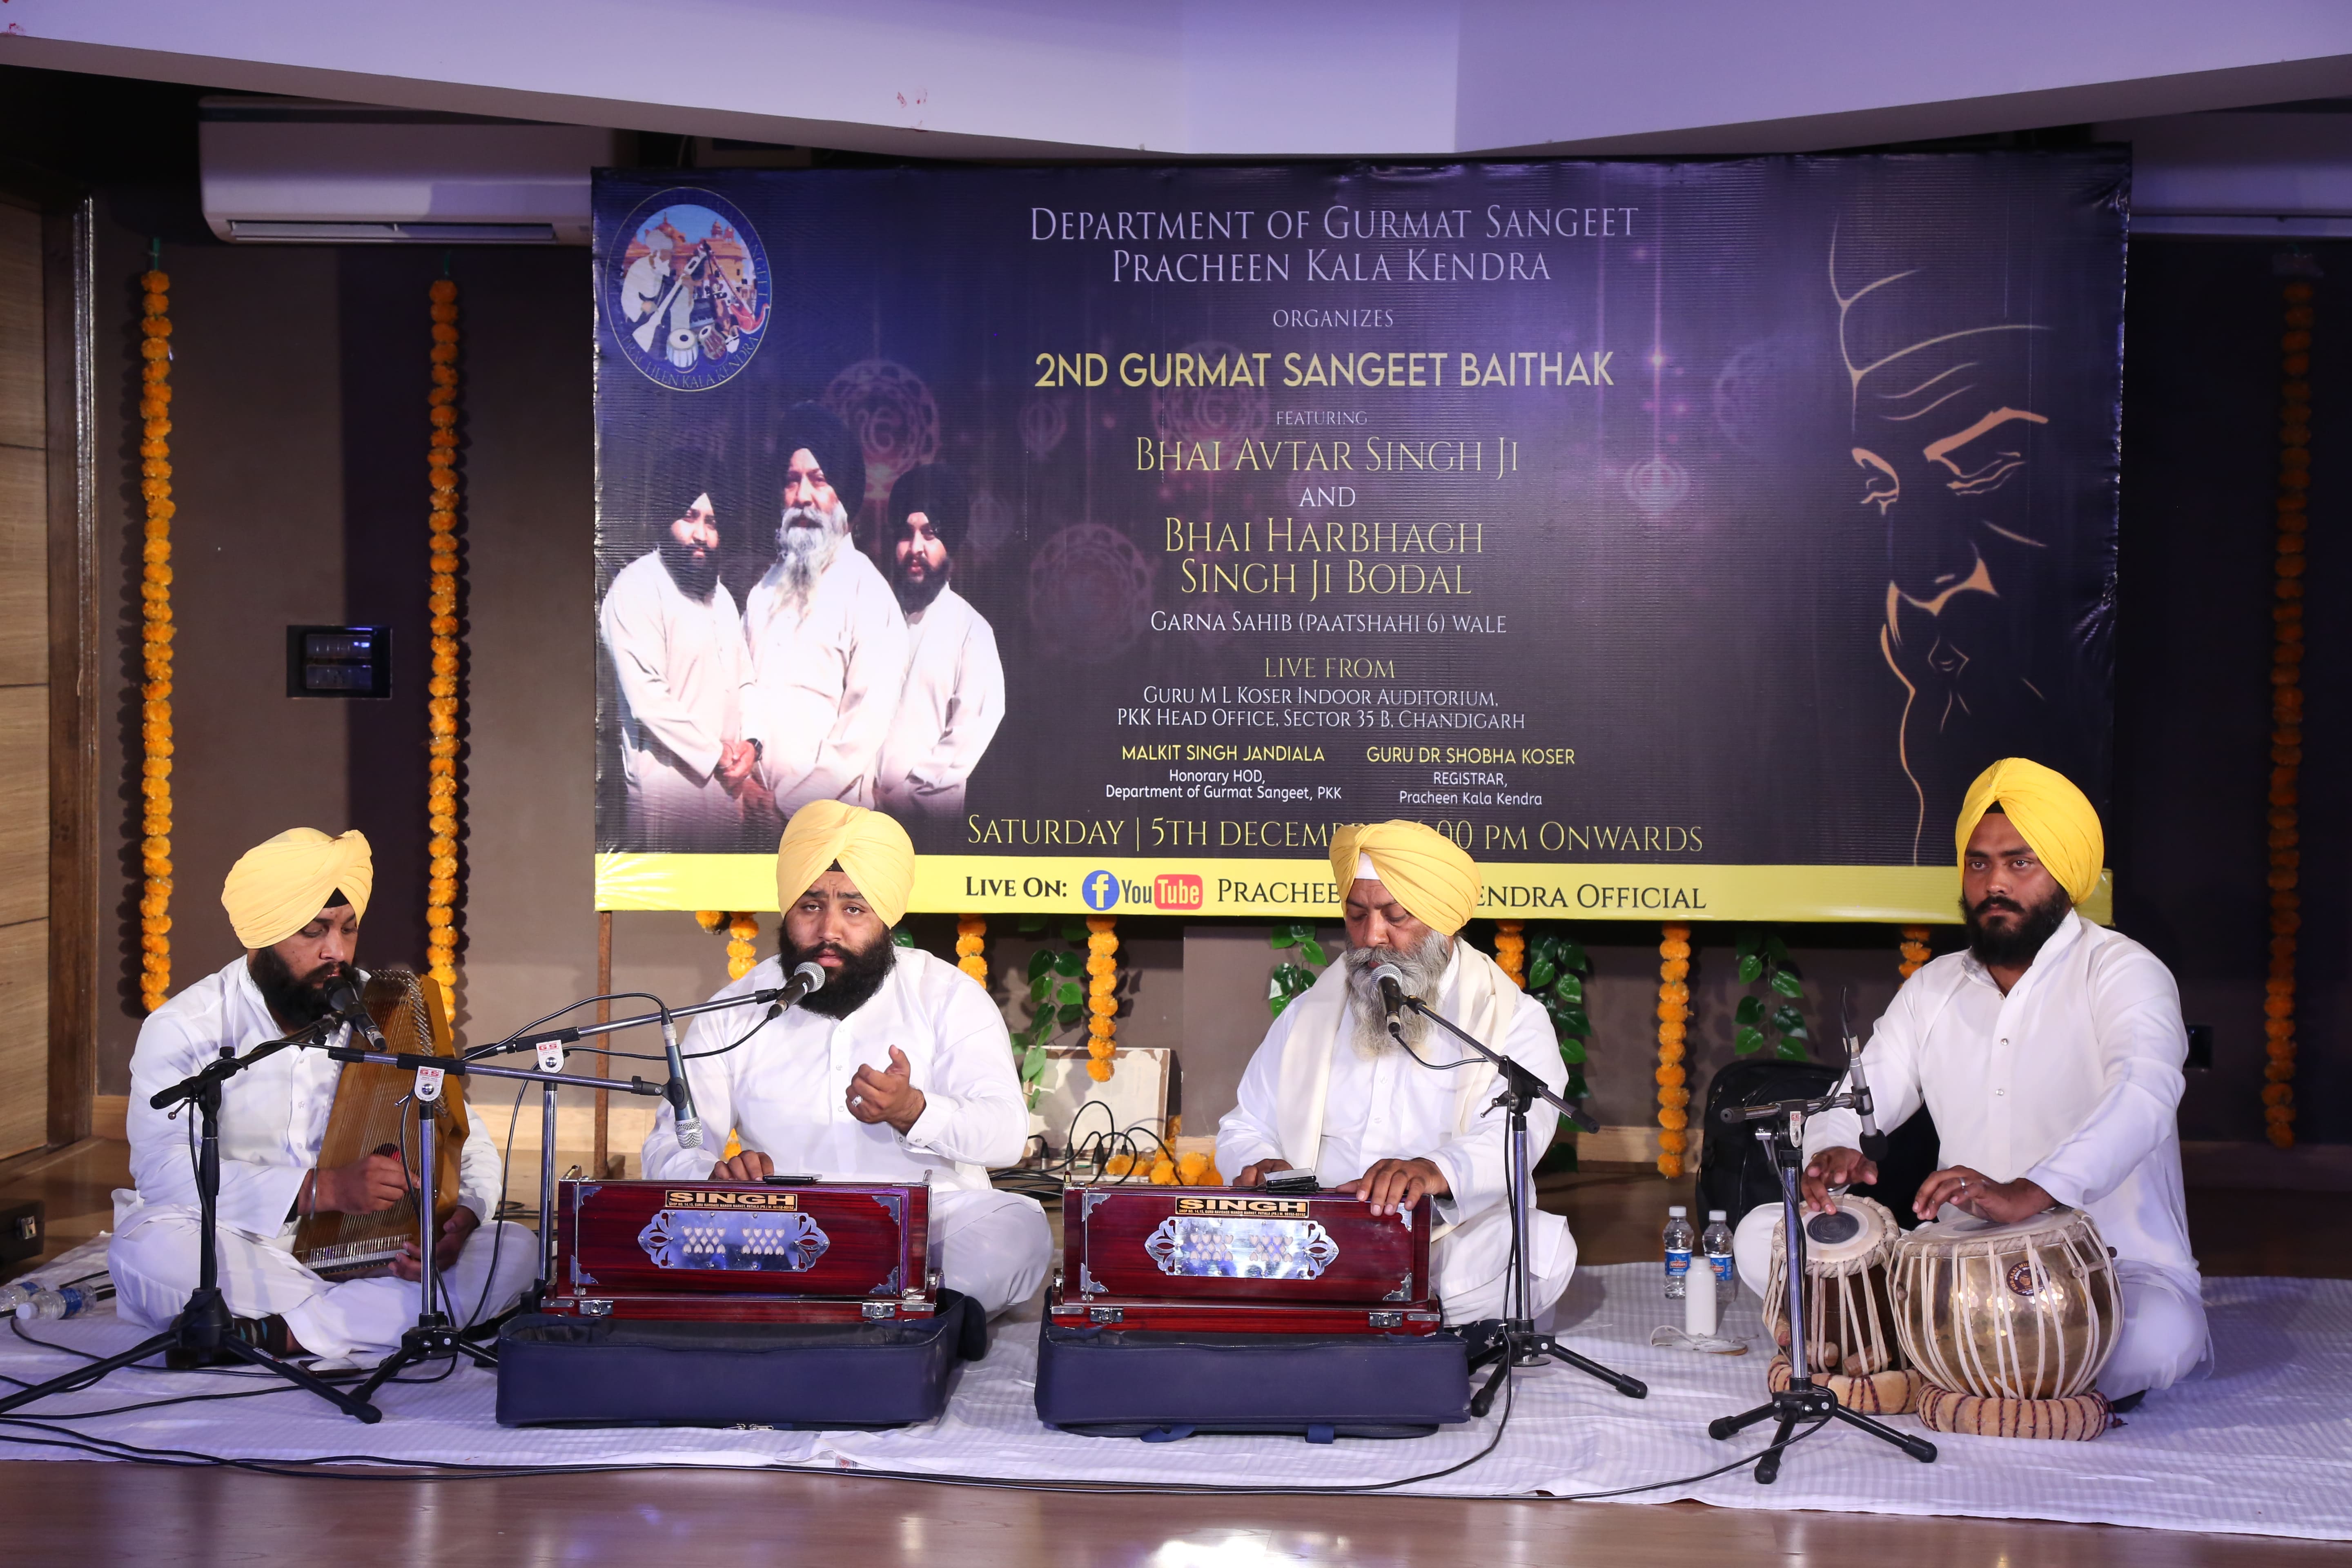 DEPARTMENT OF GURMAT SANGEET
PRACHEEN KALA KENDRA
ORGANIZES
2ND GURMAT SANGEET BAITHAK
FEATURING
BHAI AVTAR SINGH JI
AND
BHAI HARBHAGH
SINGH JI BODAL
GARNA SAHIB (PAATSHAHI 6) WALE
LIVE FROM
GURU M L KOSER INDOOR AUDITORIUM,
PKK HEAD OFFICE, SECTOR 35 B, CHANDIGARH
MALKIT SINGH JANDIALA
Honorary HOD,
Department of Gurmat Sangeet, PKK
GURU DR SHOBHA KOSER
REGISTRAR,
Pracheen Kala Kendra
SATURDAY | 5TH DECEM 00 PM ONWARDS
LIVE ON: f YouTube PRACHEE ENDRA OFFICIAL
KALA KENDRA
SINGH
SINGH